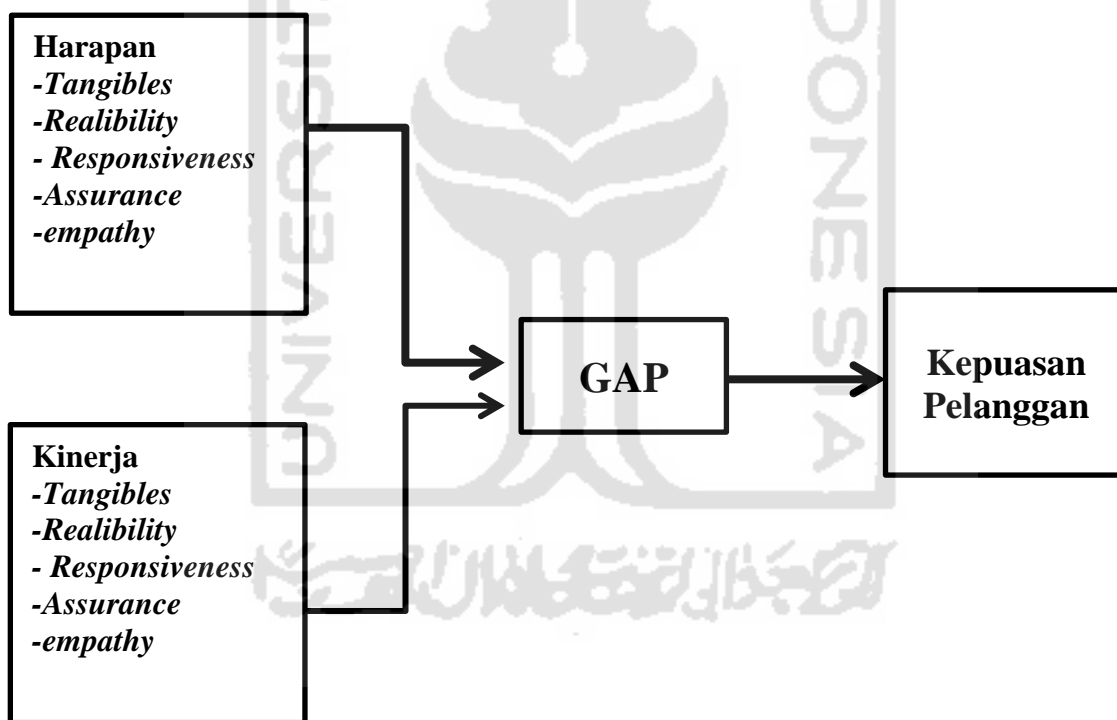 Harapan
-Tangibles
-Realibility
- Responsiveness
-Assurance
-empathy
GAP
Kepuasan
Pelanggan
Kinerja
-Tangibles
-Realibility
- Responsiveness
-Assurance
-empathy